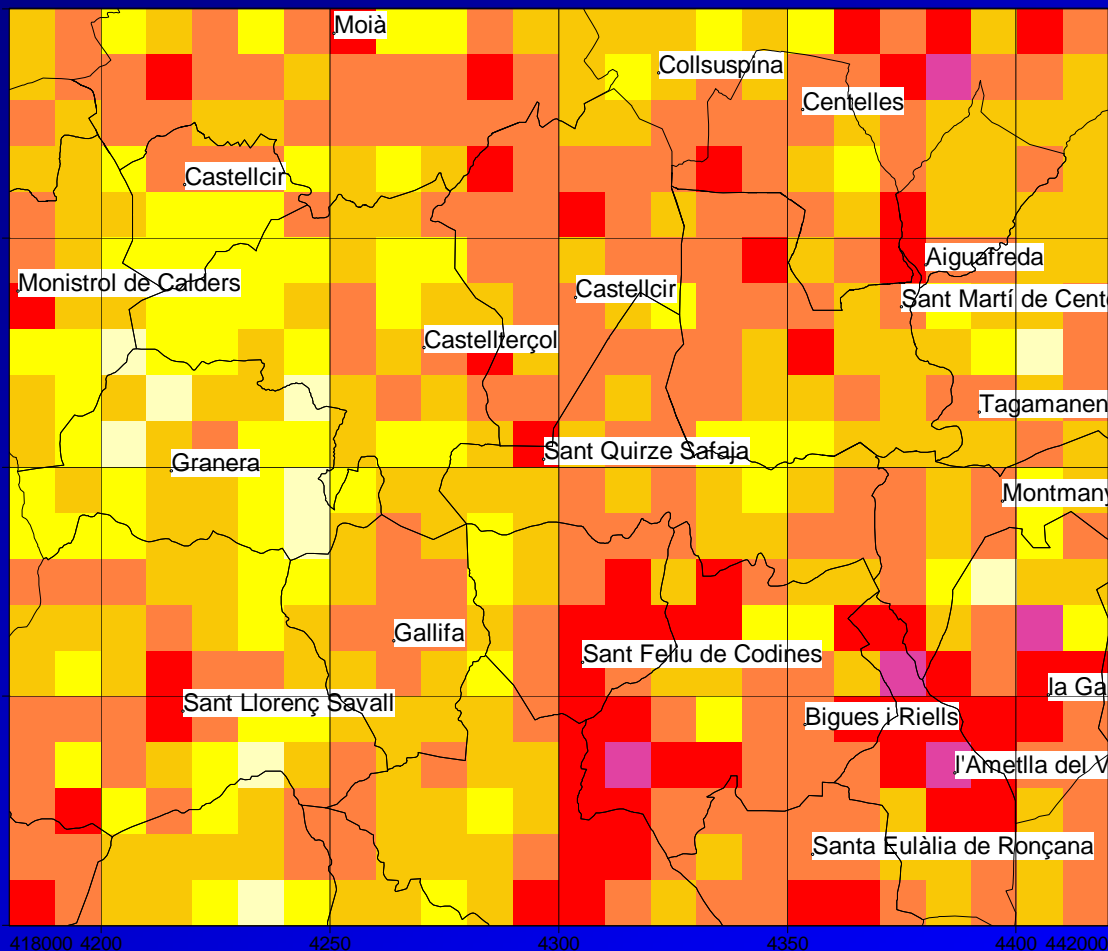 Moià
Collsuspina
Centelles
Castellcir
Aiguafreda
Monistrol de Calders
Castellcir
Sant Martí de Cente
Castellterçol
Tagamanen
Sant Quirze Safaja
Granera
Montmany
Gallifa
Sant Feliu de Codines
la Ga
Sant Llorenç Savall
Bigues i Riells
l'Ametlla del V
Santa Eulàlia de Ronçana
418000 4200 4250 4300 4350 4400 442000